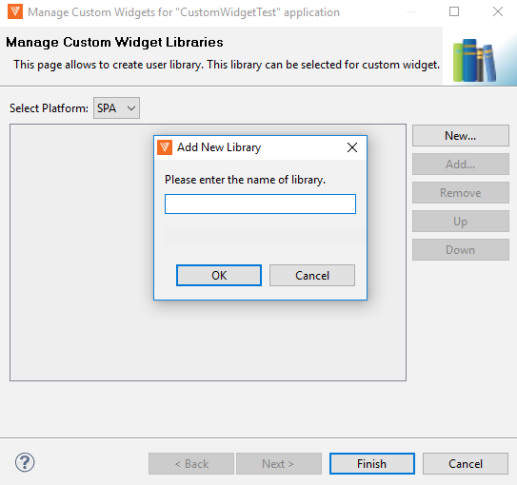 Manage Custom Widgets for "CustomWidgetTest" application
Manage Custom Widget Libraries
This page allows to create user library. This library can be selected for custom widget.
Select Platform: SPA
New...
Add...
Remove
Up
Down
Add New Library
Please enter the name of library.
OK Cancel
< Back Next > Finish Cancel